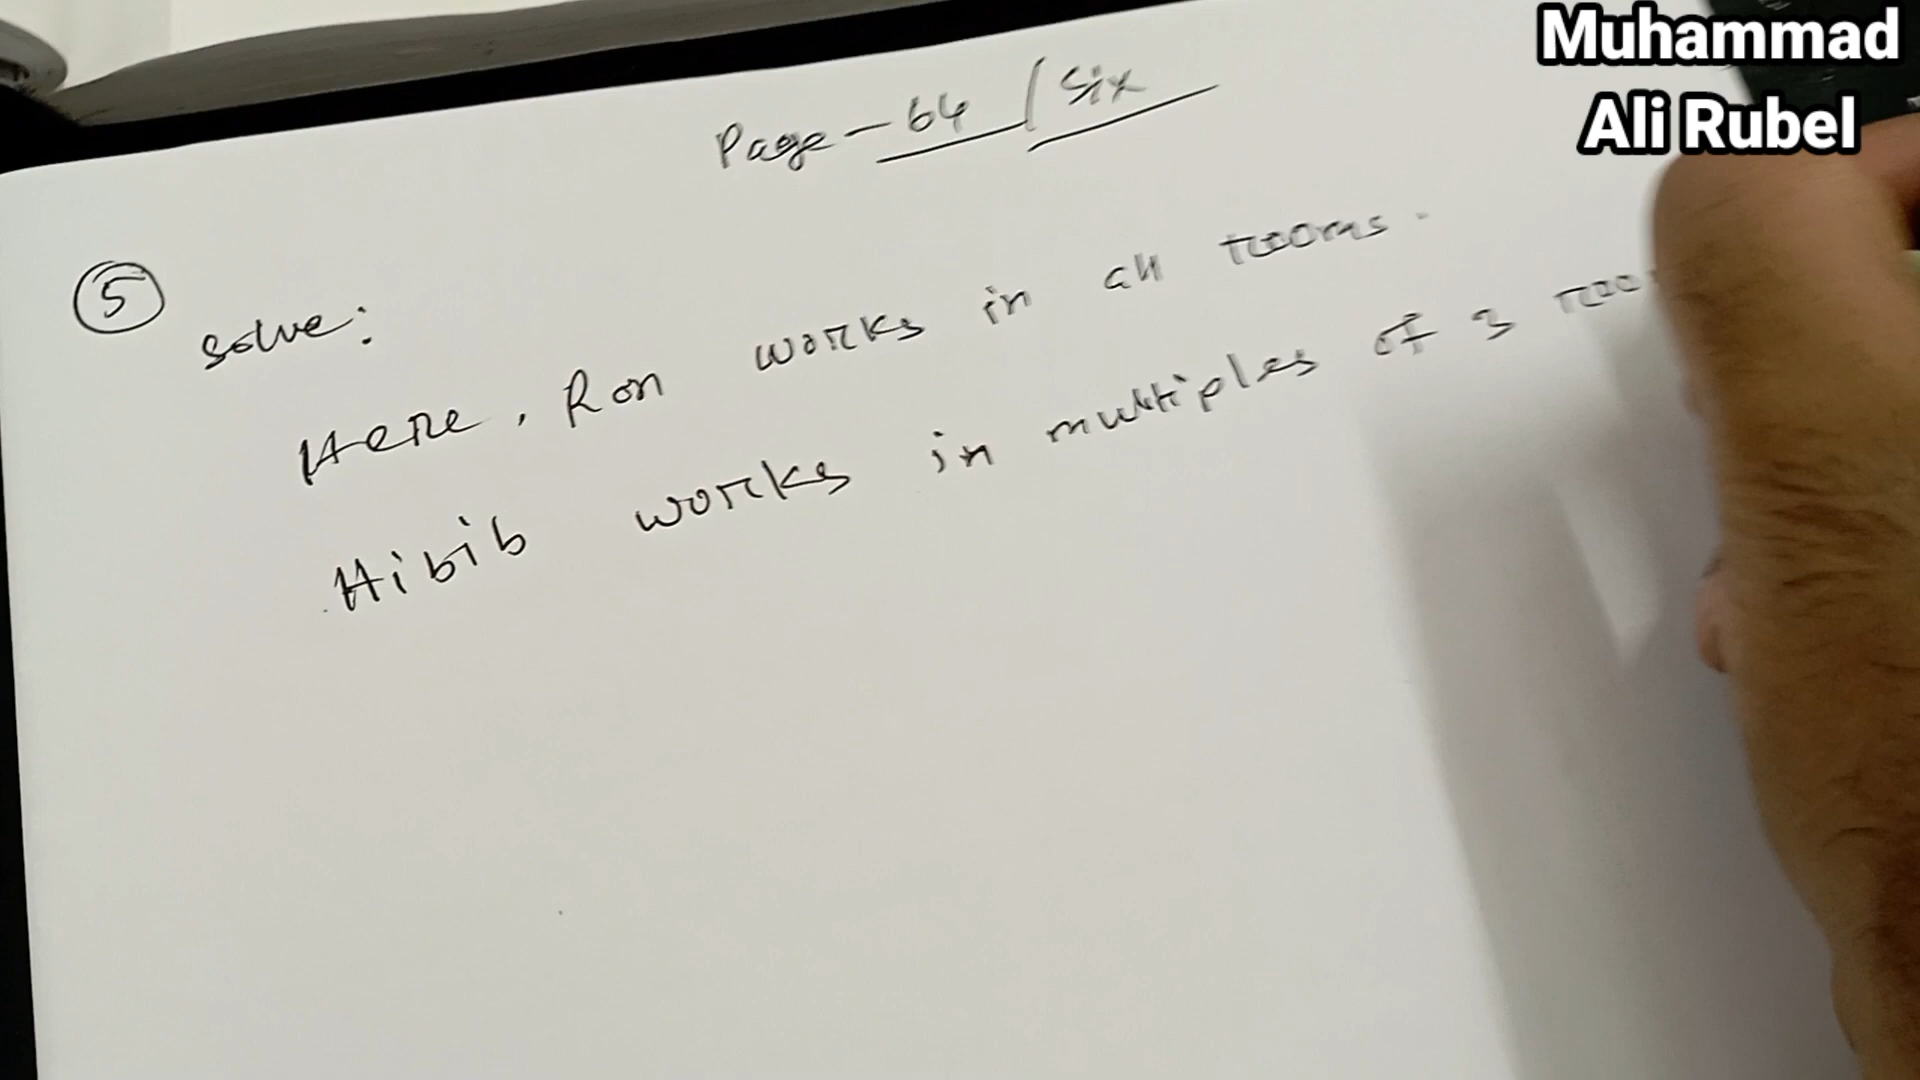 Muhammad
Ali Rubel
Page - 64 / Six
5
Solve:
Here, Ron works in all rooms.
Hibib works in multiples of 3